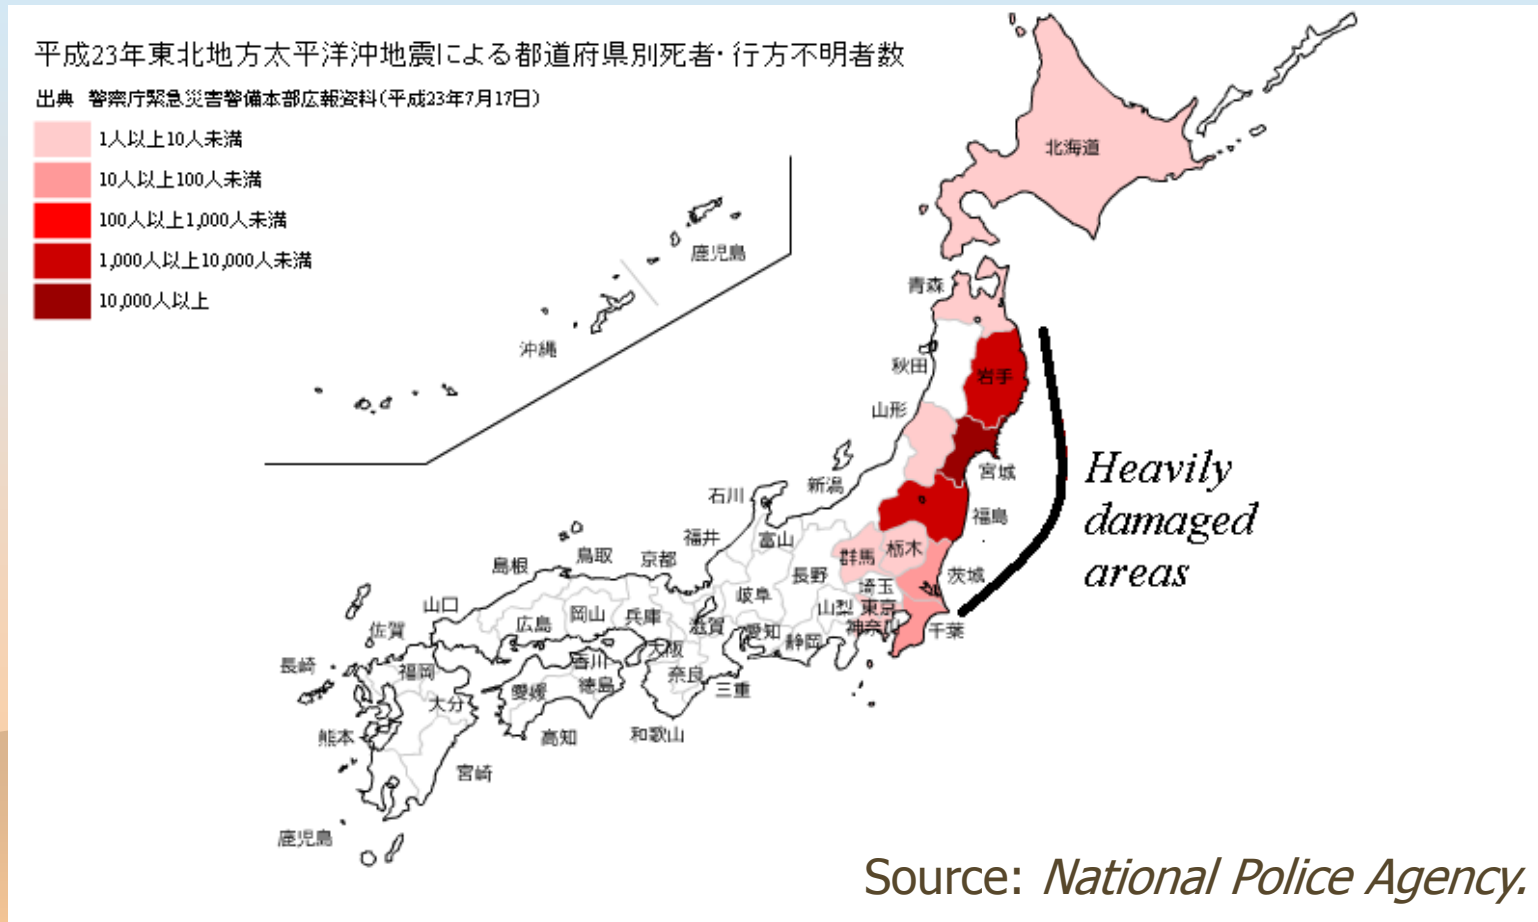 平成23年東北地方太平洋沖地震による都道府県別死者・行方不明者数
出典 警察庁緊急災害警備本部広報資料(平成23年7月17日)
1人以上10人未満
10人以上100人未満
100人以上1,000人未満
1,000人以上10,000人未満
10,000人以上
北海道
鹿児島
青森
沖縄
秋田
岩手
山形
宮城
Heavily
damaged
areas
新潟
石川
福島
福井
富山
群馬
栃木
鳥取
京都
島根
長野
茨城
埼玉
岐阜
山梨
東京
山口
岡山
兵庫
広島
滋賀
愛知
静岡
神奈川
千葉
佐賀
大阪
長崎
福岡
香川
奈良
愛媛
徳島
三重
大分
熊本
高知
和歌山
宮崎
鹿児島
Source: National Police Agency.